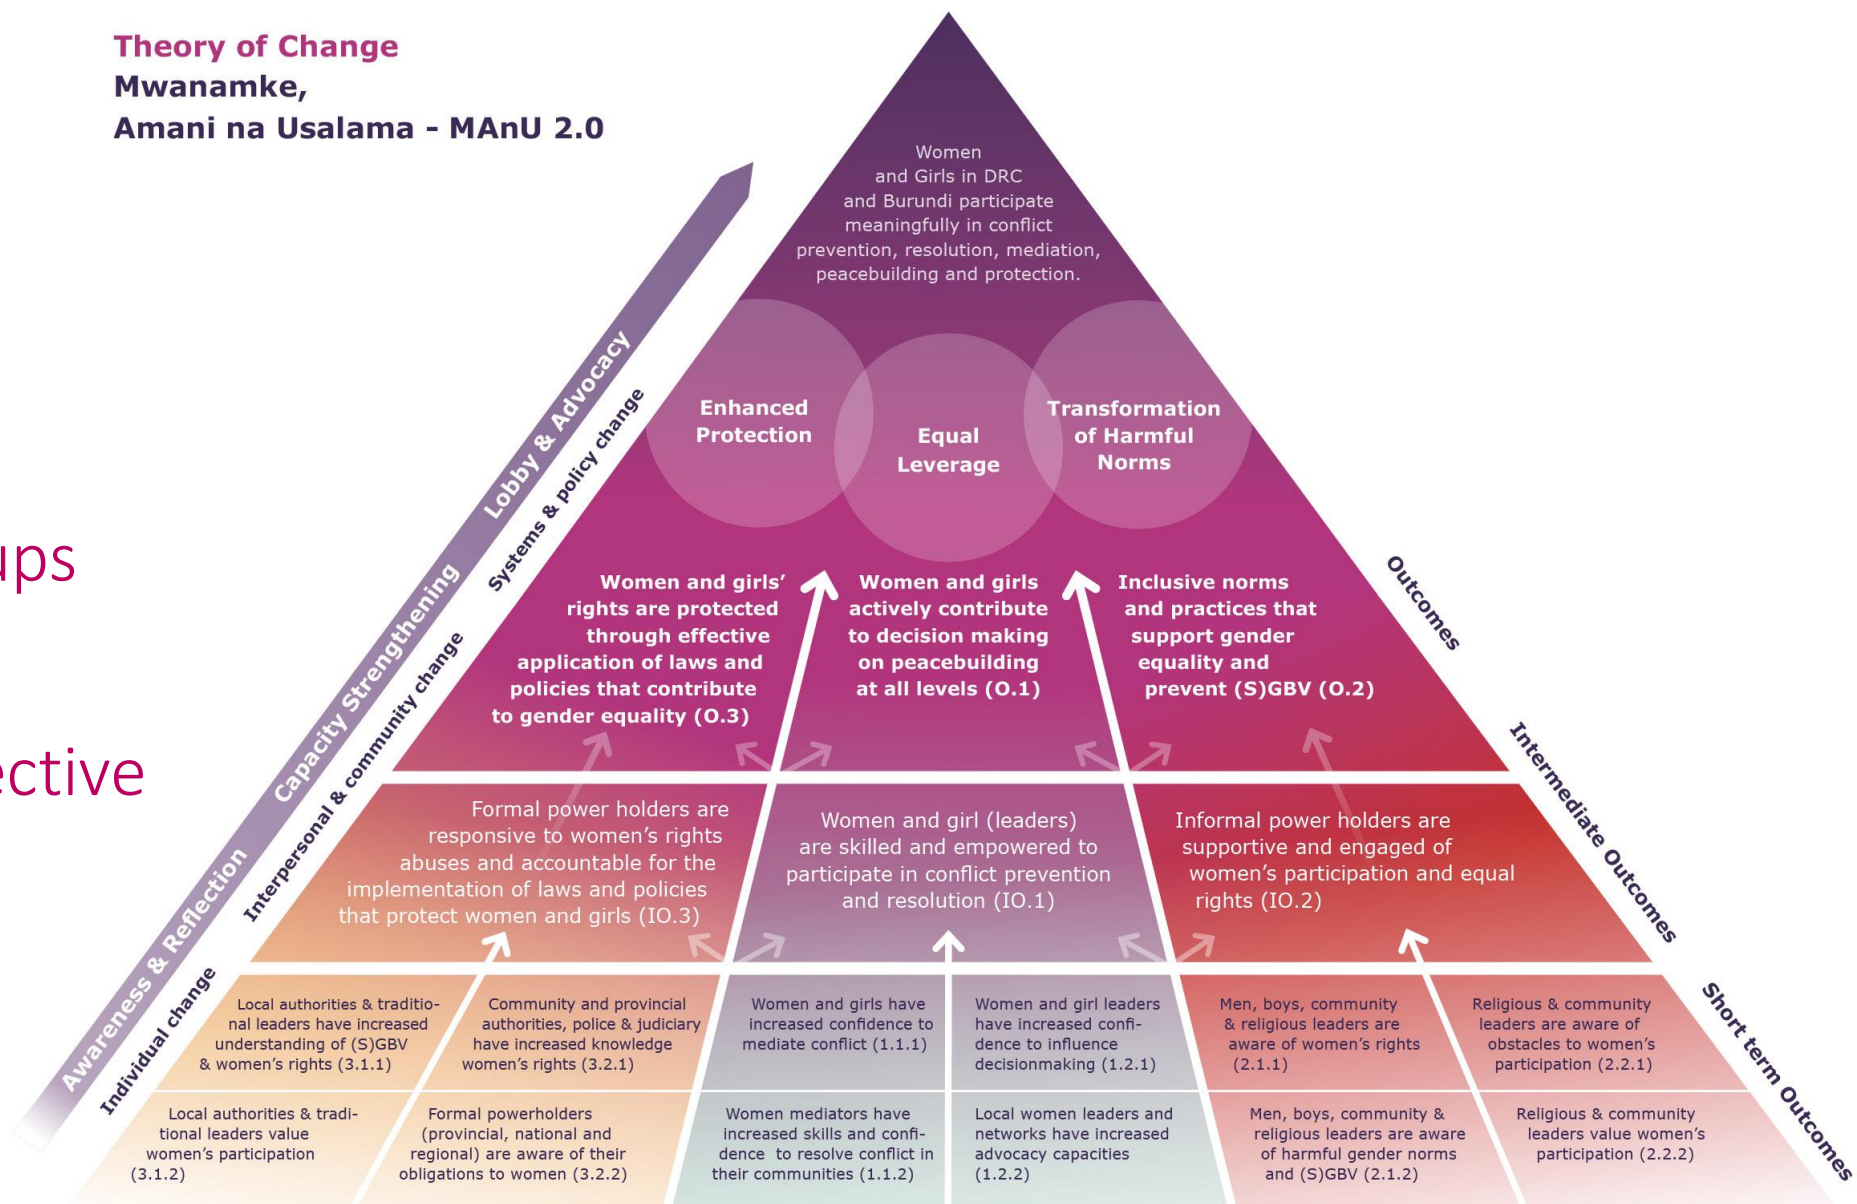 Theory of Change
Mwanamke,
Amani na Usalama - MAnU 2.0
ups
ective
Awareness & Reflection
Capacity Strengthening
Lobby & Advocacy
Individual change
Interpersonal & community change
Systems & policy change
Women
and Girls in DRC
and Burundi participate
meaningfully in conflict
prevention, resolution, mediation,
peacebuilding and protection.
Enhanced
Protection
Equal
Leverage
Transformation
of Harmful
Norms
Women and girls’
rights are protected
through effective
application of laws and
policies that contribute
to gender equality (O.3)
Women and girls
actively contribute
to decision making
on peacebuilding
at all levels (O.1)
Inclusive norms
and practices that
support gender
equality and
prevent (S)GBV (O.2)
Outcomes
Formal power holders are
responsive to women’s rights
abuses and accountable for the
implementation of laws and policies
that protect women and girls (IO.3)
Women and girl (leaders)
are skilled and empowered to
participate in conflict prevention
and resolution (IO.1)
Informal power holders are
supportive and engaged of
women’s participation and equal
rights (IO.2)
Intermediate Outcomes
Local authorities & traditio-
nal leaders have increased
understanding of (S)GBV
& women’s rights (3.1.1)
Community and provincial
authorities, police & judiciary
have increased knowledge
women’s rights (3.2.1)
Women and girls have
increased confidence to
mediate conflict (1.1.1)
Women and girl leaders
have increased confi-
dence to influence
decisionmaking (1.2.1)
Men, boys, community
& religious leaders are
aware of women’s rights
(2.1.1)
Religious & community
leaders are aware of
obstacles to women’s
participation (2.2.1)
Local authorities & tradi-
tional leaders value
women’s participation
(3.1.2)
Formal powerholders
(provincial, national and
regional) are aware of their
obligations to women (3.2.2)
Women mediators have
increased skills and confi-
dence to resolve conflict in
their communities (1.1.2)
Local women leaders and
networks have increased
advocacy capacities
(1.2.2)
Men, boys, community &
religious leaders are aware
of harmful gender norms
and (S)GBV (2.1.2)
Religious & community
leaders value women’s
participation (2.2.2)
Short term Outcomes